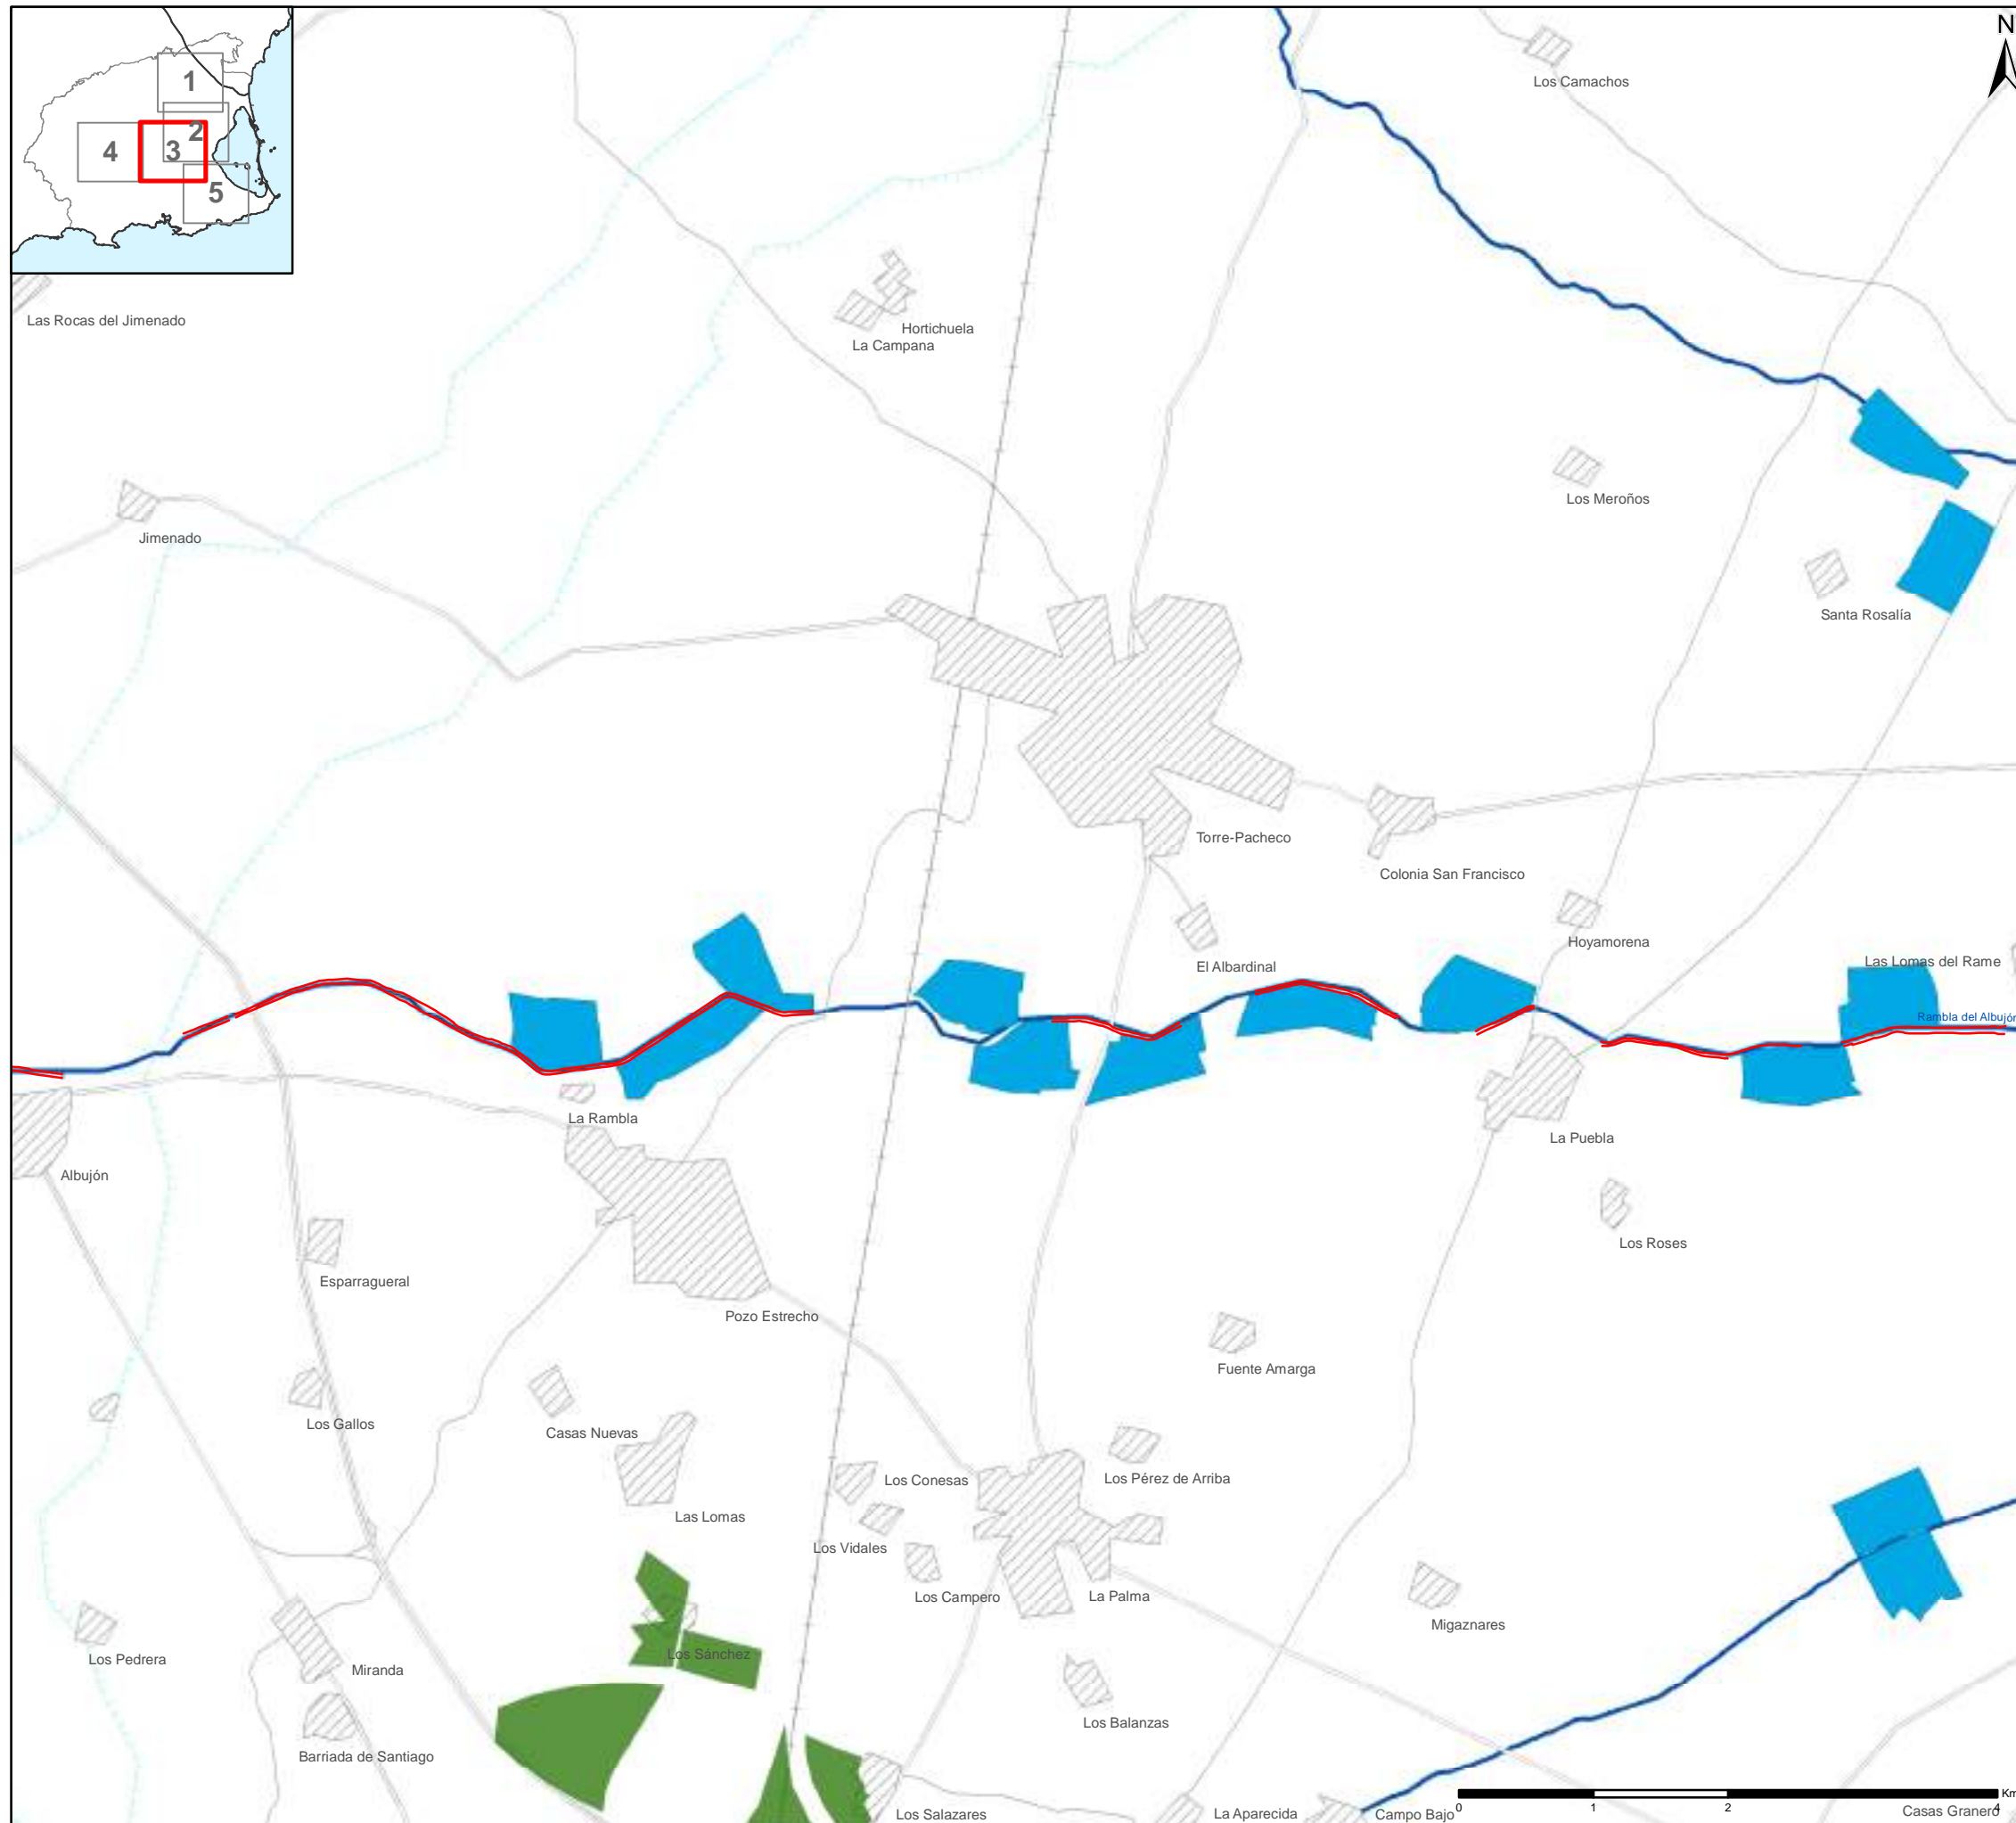 1
2
4
3
5
N
Los Camachos
Las Rocas del Jimenado
Hortichuela
La Campana
Los Meroños
Jimenado
Santa Rosalía
Torre-Pacheco
Colonia San Francisco
Hoyamorena
El Albardinal
Las Lomas del Rame
Rambla del Albujón
La Rambla
La Puebla
Albujón
Los Roses
Esparragueral
Pozo Estrecho
Fuente Amarga
Los Gallos
Casas Nuevas
Los Conesas
Los Pérez de Arriba
Las Lomas
Los Vidales
Los Campero
La Palma
Migaznares
Los Sánchez
Los Pedrera
Miranda
Los Balanzas
Barriada de Santiago
Los Salazares
La Aparecida
Campo Bajo
Casas Granero
0 1 2 4 Km